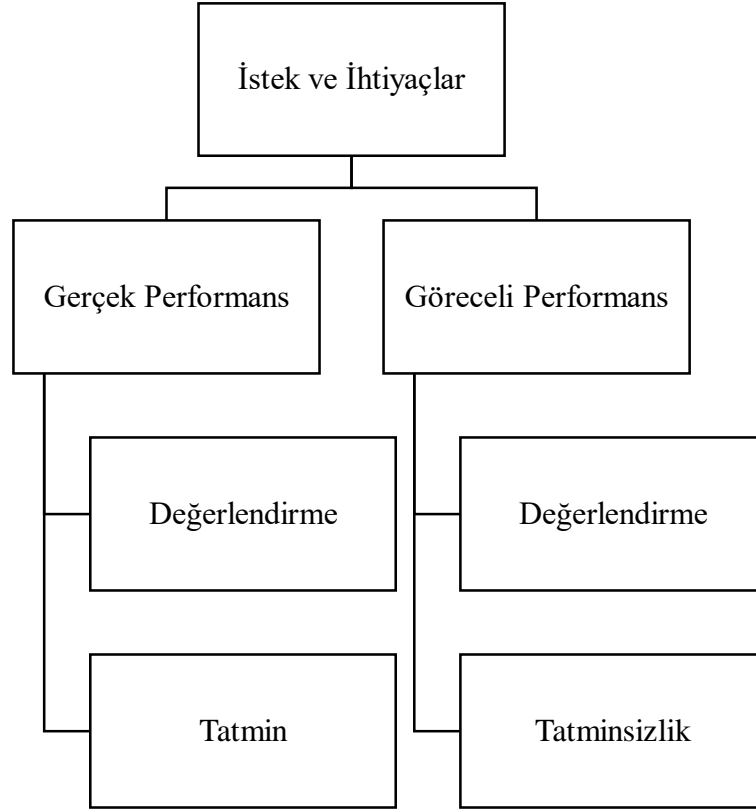 İstek ve İhtiyaçlar
Gerçek Performans
Göreceli Performans
Değerlendirme
Değerlendirme
Tatmin
Tatminsizlik